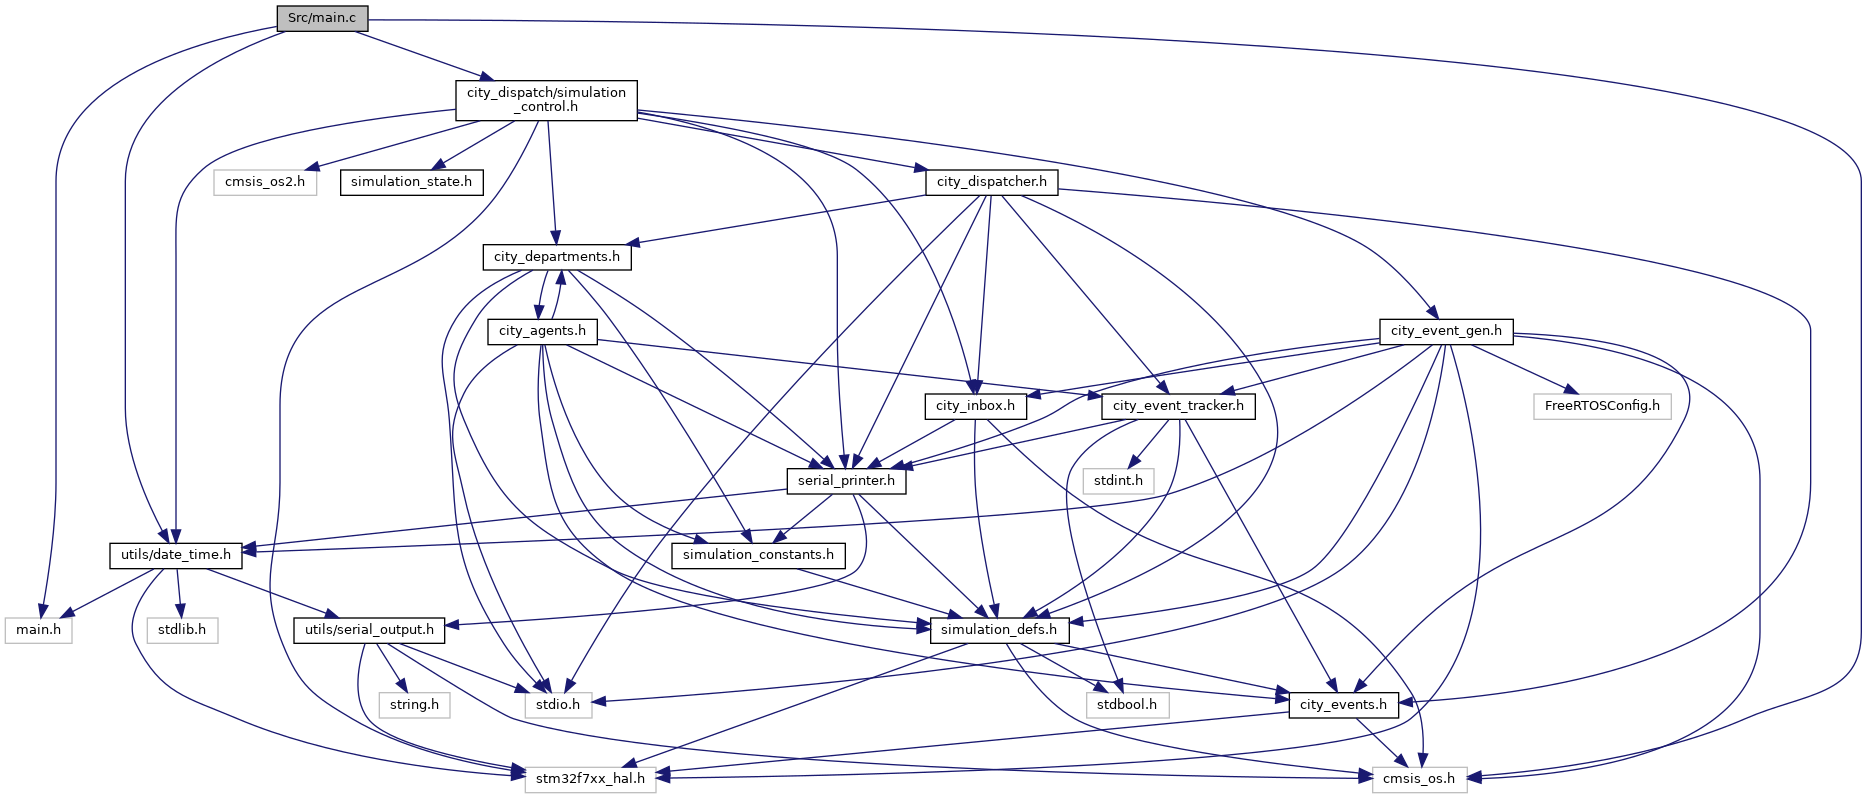 Src/main.c
city_dispatch/simulation
_control.h
cmsis_os2.h
simulation_state.h
city_dispatcher.h
city_departments.h
city_agents.h
city_event_gen.h
city_inbox.h
city_event_tracker.h
FreeRTOSConfig.h
serial_printer.h
stdint.h
utils/date_time.h
simulation_constants.h
main.h
stdlib.h
utils/serial_output.h
simulation_defs.h
string.h
stdio.h
stdbool.h
city_events.h
stm32f7xx_hal.h
cmsis_os.h